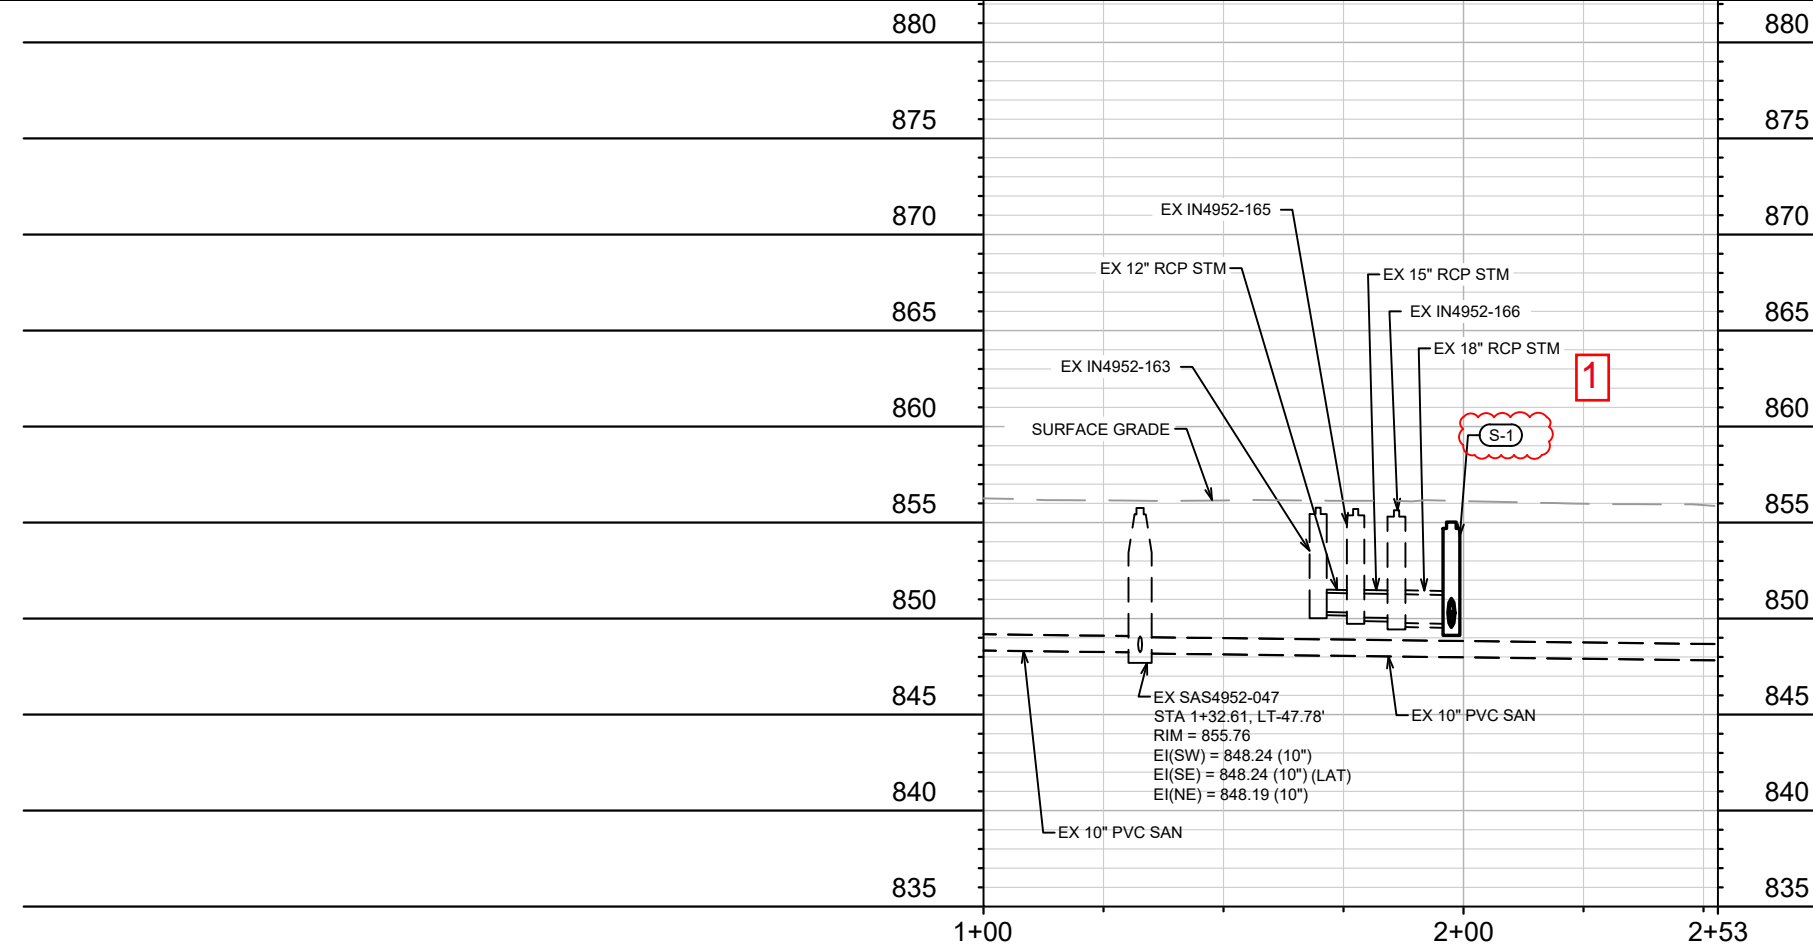 880
880
875
875
EX IN4952-165
870
870
EX 12" RCP STM
EX 15" RCP STM
865
EX IN4952-166
865
EX 18" RCP STM
EX IN4952-163
1
860
860
SURFACE GRADE
S-1
855
855
850
850
845
EX SAS4952-047
STA 1+32.61, LT-47.78'
RIM = 855.76
EI(SW) = 848.24 (10")
EI(SE) = 848.24 (10") (LAT)
EI(NE) = 848.19 (10")
EX 10" PVC SAN
845
840
840
EX 10" PVC SAN
835
835
1+00
2+00
2+53